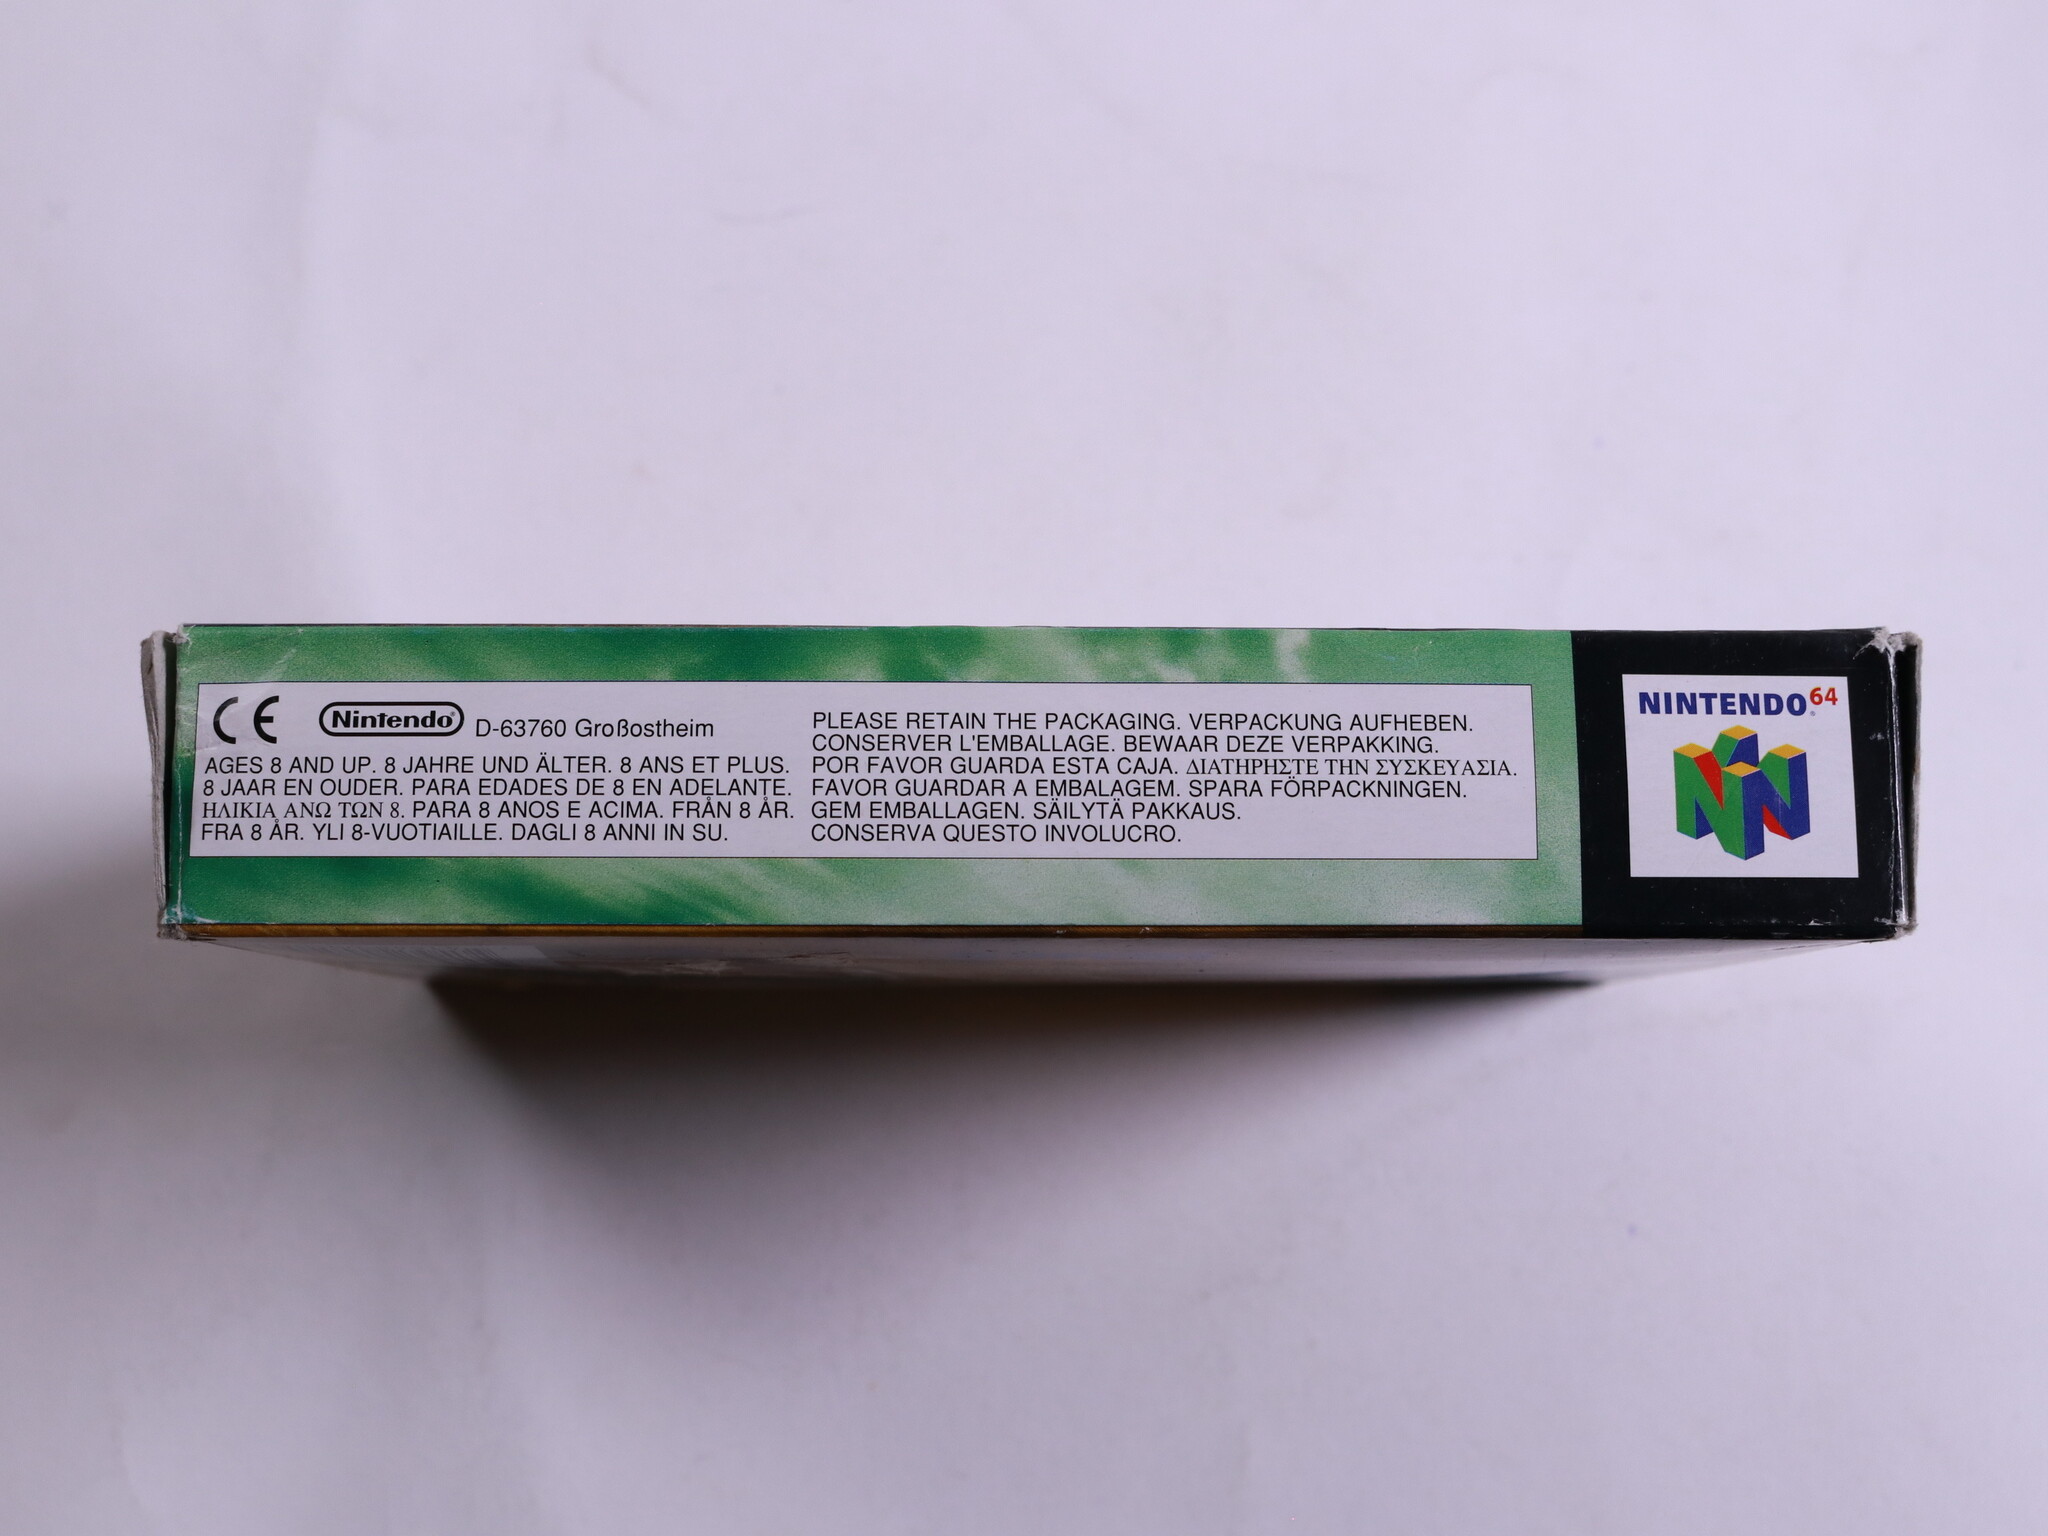 CE Nintendo® D-63760 Großostheim
AGES 8 AND UP. 8 JAHRE UND ÄLTER. 8 ANS ET PLUS.
8 JAAR EN OUDER. PARA EDADES DE 8 EN ADELANTE.
ΗΛΙΚΙΑ ΑΝΩ ΤΩΝ 8. PARA 8 ANOS E ACIMA. FRÅN 8 ÅR.
FRA 8 ÅR. YLI 8-VUOTIAILLE. DAGLI 8 ANNI IN SU.
PLEASE RETAIN THE PACKAGING. VERPACKUNG AUFHEBEN.
CONSERVER L'EMBALLAGE. BEWAAR DEZE VERPAKKING.
POR FAVOR GUARDA ESTA CAJA. ΔΙΑΤΗΡΗΣΤΕ ΤΗΝ ΣΥΣΚΕΥΑΣΙΑ.
FAVOR GUARDAR A EMBALAGEM. SPARA FÖRPACKNINGEN.
GEM EMBALLAGEN. SÄILYTÄ PAKKAUS.
CONSERVA QUESTO INVOLUCRO.
NINTENDO®64